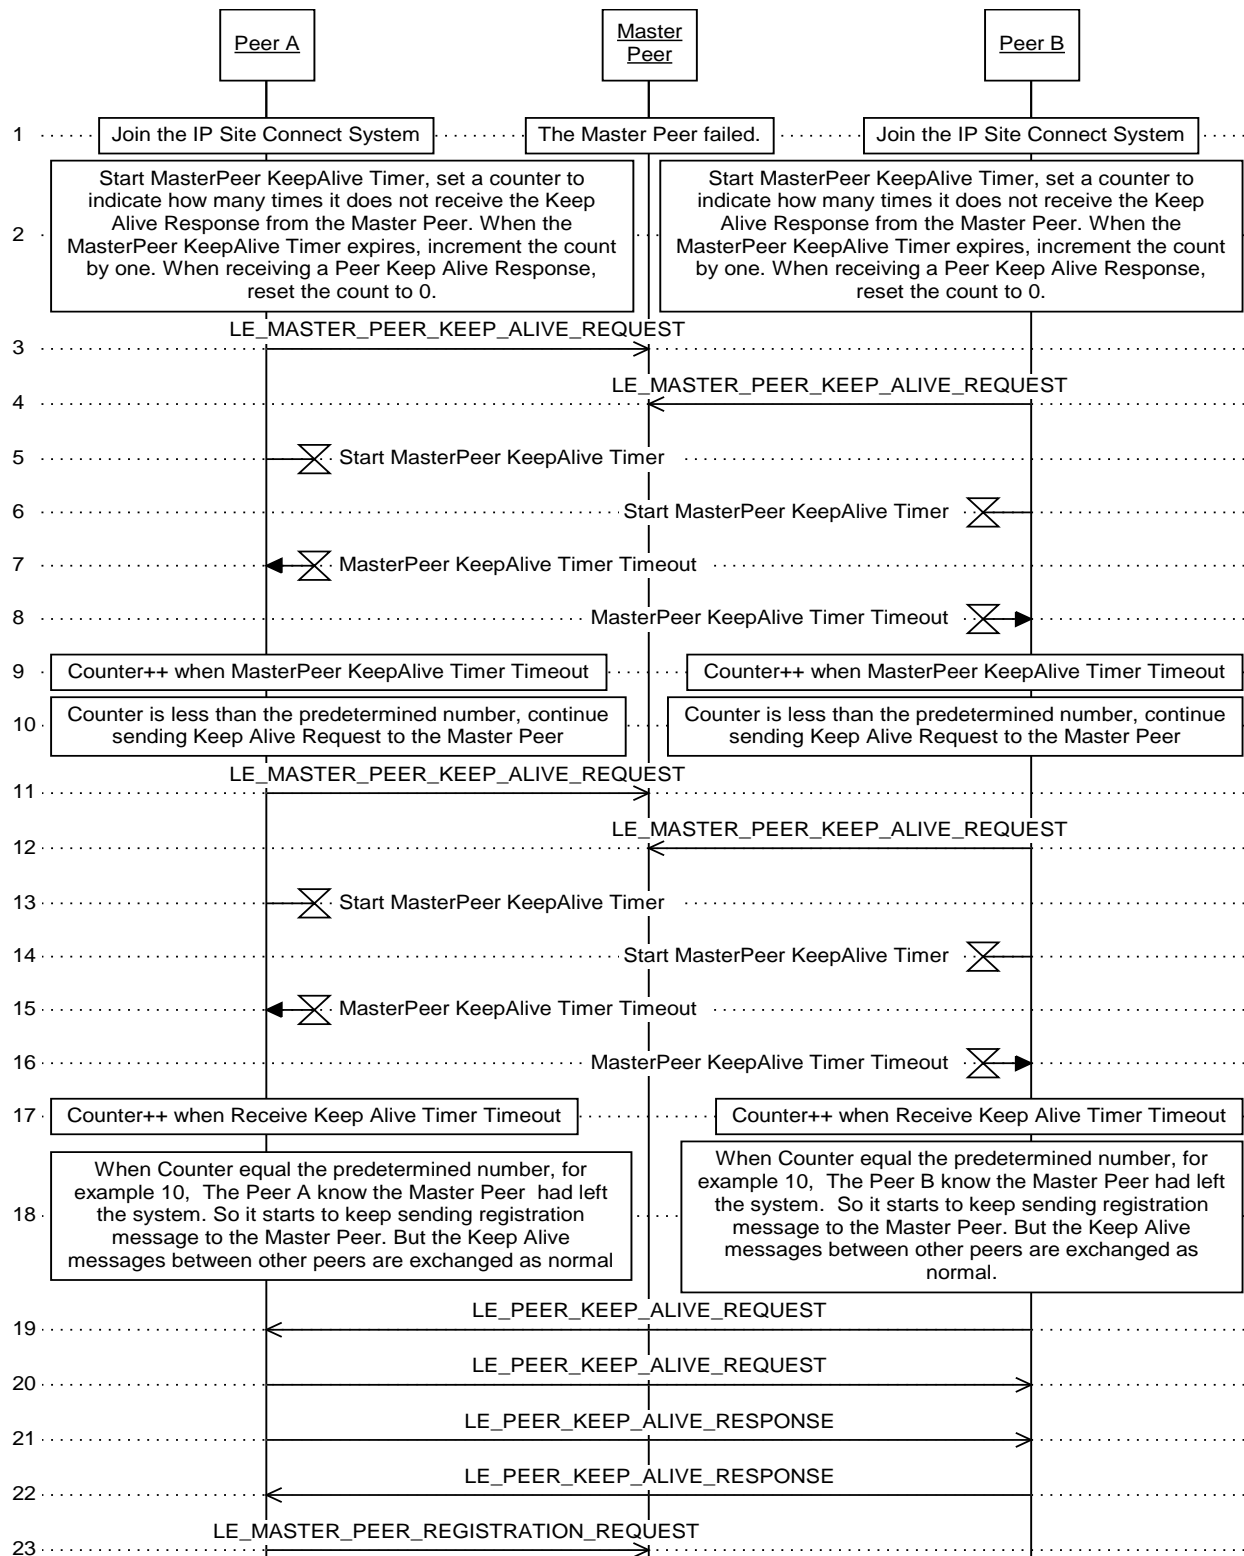 Peer A
Master
Peer
Peer B
1
Join the IP Site Connect System
The Master Peer failed.
Join the IP Site Connect System
2
Start MasterPeer KeepAlive Timer, set a counter to
indicate how many times it does not receive the Keep
Alive Response from the Master Peer. When the
MasterPeer KeepAlive Timer expires, increment the count
by one. When receiving a Peer Keep Alive Response,
reset the count to 0.
Start MasterPeer KeepAlive Timer, set a counter to
indicate how many times it does not receive the Keep
Alive Response from the Master Peer. When the
MasterPeer KeepAlive Timer expires, increment the count
by one. When receiving a Peer Keep Alive Response,
reset the count to 0.
LE_MASTER_PEER_KEEP_ALIVE_REQUEST
3
LE_MASTER_PEER_KEEP_ALIVE_REQUEST
4
5
Start MasterPeer KeepAlive Timer
6
Start MasterPeer KeepAlive Timer
7
MasterPeer KeepAlive Timer Timeout
8
MasterPeer KeepAlive Timer Timeout
9
Counter++ when MasterPeer KeepAlive Timer Timeout
Counter++ when MasterPeer KeepAlive Timer Timeout
10
Counter is less than the predetermined number, continue
sending Keep Alive Request to the Master Peer
Counter is less than the predetermined number, continue
sending Keep Alive Request to the Master Peer
LE_MASTER_PEER_KEEP_ALIVE_REQUEST
11
LE_MASTER_PEER_KEEP_ALIVE_REQUEST
12
13
Start MasterPeer KeepAlive Timer
14
Start MasterPeer KeepAlive Timer
15
MasterPeer KeepAlive Timer Timeout
16
MasterPeer KeepAlive Timer Timeout
17
Counter++ when Receive Keep Alive Timer Timeout
Counter++ when Receive Keep Alive Timer Timeout
18
When Counter equal the predetermined number, for
example 10, The Peer A know the Master Peer had left
the system. So it starts to keep sending registration
message to the Master Peer. But the Keep Alive
messages between other peers are exchanged as normal
When Counter equal the predetermined number, for
example 10, The Peer B know the Master Peer had left
the system. So it starts to keep sending registration
message to the Master Peer. But the Keep Alive
messages between other peers are exchanged as
normal.
LE_PEER_KEEP_ALIVE_REQUEST
19
LE_PEER_KEEP_ALIVE_REQUEST
20
LE_PEER_KEEP_ALIVE_RESPONSE
21
LE_PEER_KEEP_ALIVE_RESPONSE
22
LE_MASTER_PEER_REGISTRATION_REQUEST
23